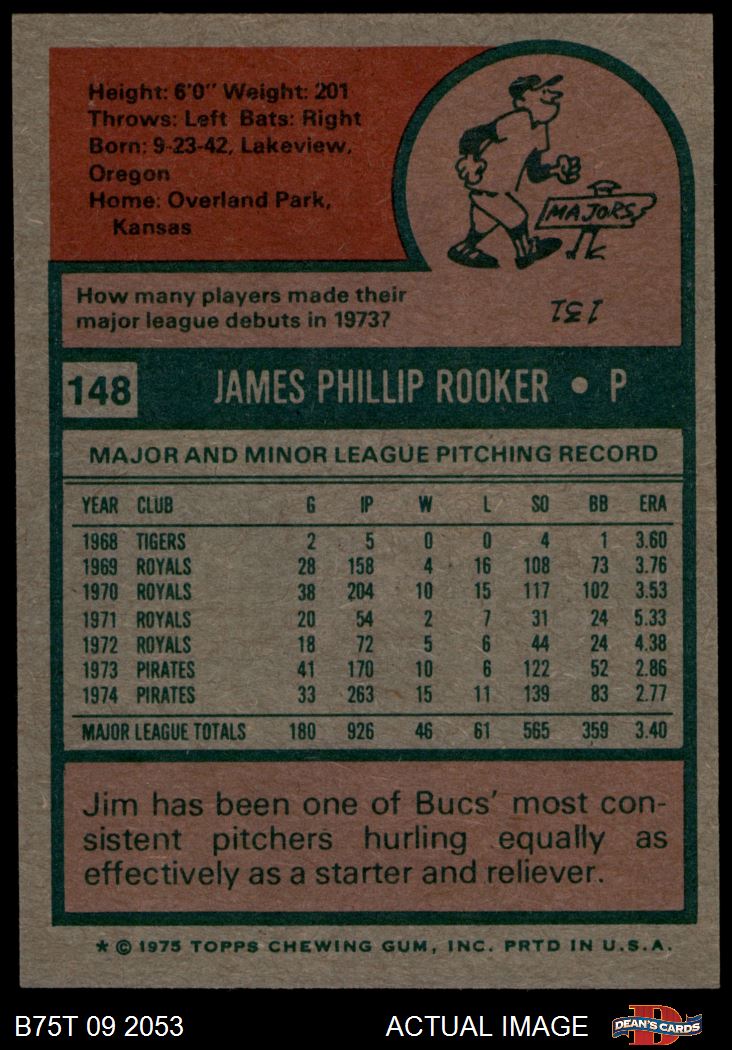 Height: 6'0" Weight: 201
Throws: Left Bats: Right
Born: 9-23-42, Lakeview,
Oregon
Home: Overland Park,
Kansas
MAJORS
How many players made their
major league debuts in 1973?
131
148 JAMES PHILLIP ROOKER • P
MAJOR AND MINOR LEAGUE PITCHING RECORD
YEAR CLUB G IP W L SO BB ERA
1968 TIGERS 2 5 0 0 4 1 3.60
1969 ROYALS 28 158 4 16 108 73 3.76
1970 ROYALS 38 204 10 15 117 102 3.53
1971 ROYALS 20 54 2 7 31 24 5.33
1972 ROYALS 18 72 5 6 44 24 4.38
1973 PIRATES 41 170 10 6 122 52 2.86
1974 PIRATES 33 263 15 11 139 83 2.77
MAJOR LEAGUE TOTALS 180 926 46 61 565 359 3.40
Jim has been one of Bucs' most con-
sistent pitchers hurling equally as
effectively as a starter and reliever.
* © 1975 TOPPS CHEWING GUM, INC. PRTD IN U.S.A.
B75T 09 2053 ACTUAL IMAGE D DEAN'S CARDS